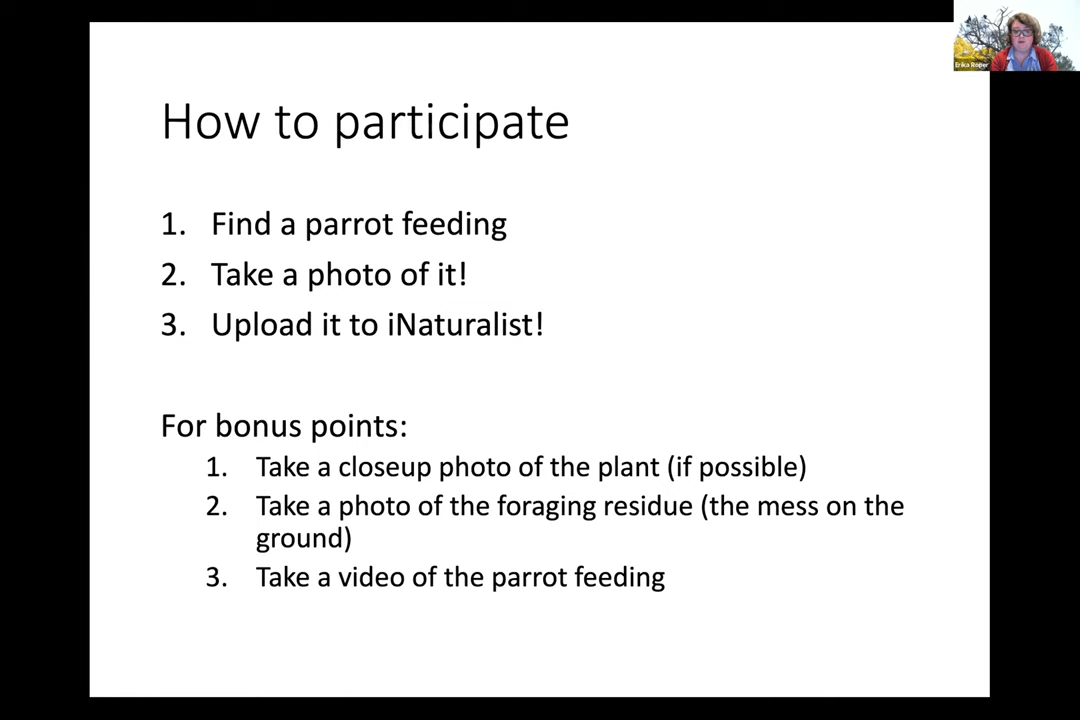 Erika Roper
How to participate
1. Find a parrot feeding
2. Take a photo of it!
3. Upload it to iNaturalist!
For bonus points:
1. Take a closeup photo of the plant (if possible)
2. Take a photo of the foraging residue (the mess on the
ground)
3. Take a video of the parrot feeding